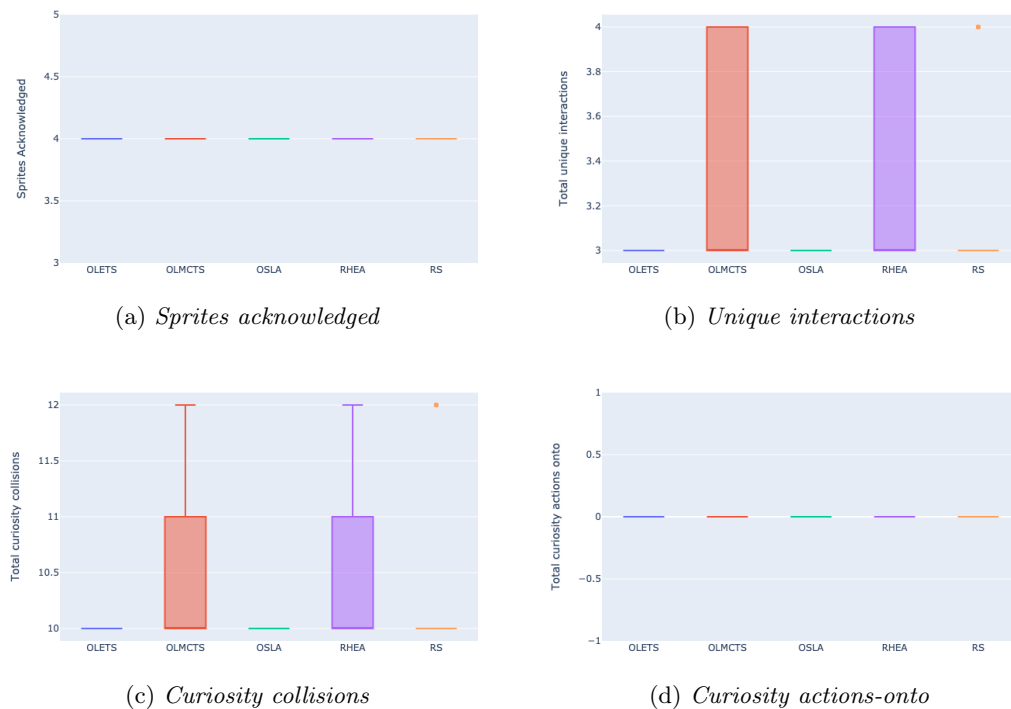 Sprites Acknowledged
5
4.5
4
3.5
3
OLETS OLMCTS OSLA RHEA RS
(a) Sprites acknowledged
Total unique interactions
4
3.8
3.6
3.4
3.2
3
OLETS OLMCTS OSLA RHEA RS
(b) Unique interactions
Total curiosity collisions
12
11.5
11
10.5
10
OLETS OLMCTS OSLA RHEA RS
(c) Curiosity collisions
Total curiosity actions onto
1
0.5
0
−0.5
−1
OLETS OLMCTS OSLA RHEA RS
(d) Curiosity actions-onto